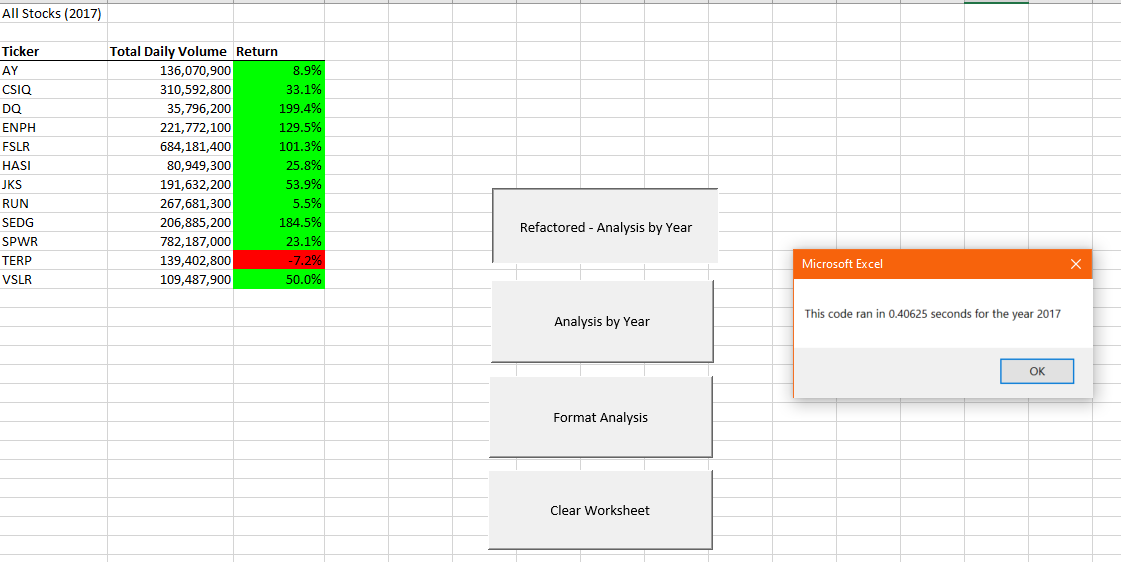 All Stocks (2017)
Ticker Total Daily Volume Return
AY 136,070,900 8.9%
CSIQ 310,592,800 33.1%
DQ 35,796,200 199.4%
ENPH 221,772,100 129.5%
FSLR 684,181,400 101.3%
HASI 80,949,300 25.8%
JKS 191,632,200 53.9%
RUN 267,681,300 5.5%
SEDG 206,885,200 184.5%
SPWR 782,187,000 23.1%
TERP 139,402,800 -7.2%
VSLR 109,487,900 50.0%
Refactored - Analysis by Year
Analysis by Year
Format Analysis
Clear Worksheet
Microsoft Excel
This code ran in 0.40625 seconds for the year 2017
OK